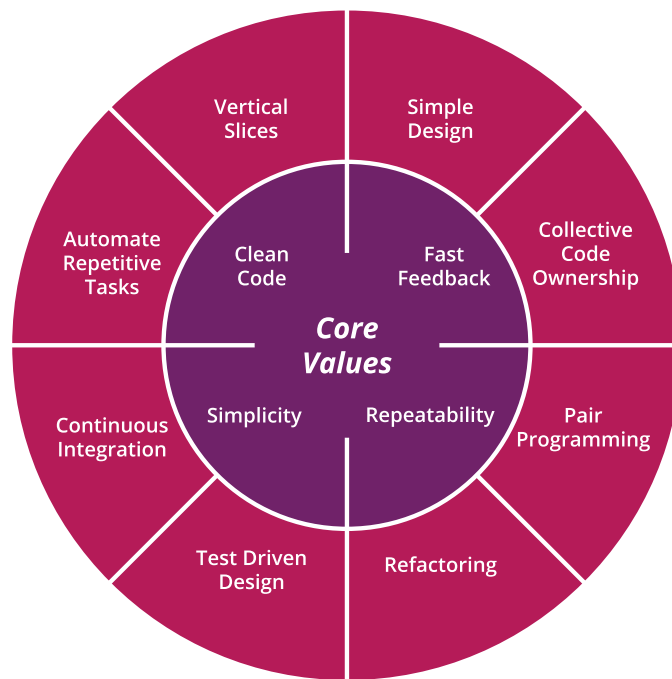 Vertical
Slices
Simple
Design
Automate
Repetitive
Tasks
Collective
Code
Ownership
Clean
Code
Fast
Feedback
Core
Values
Simplicity
Repeatability
Continuous
Integration
Pair
Programming
Test Driven
Design
Refactoring